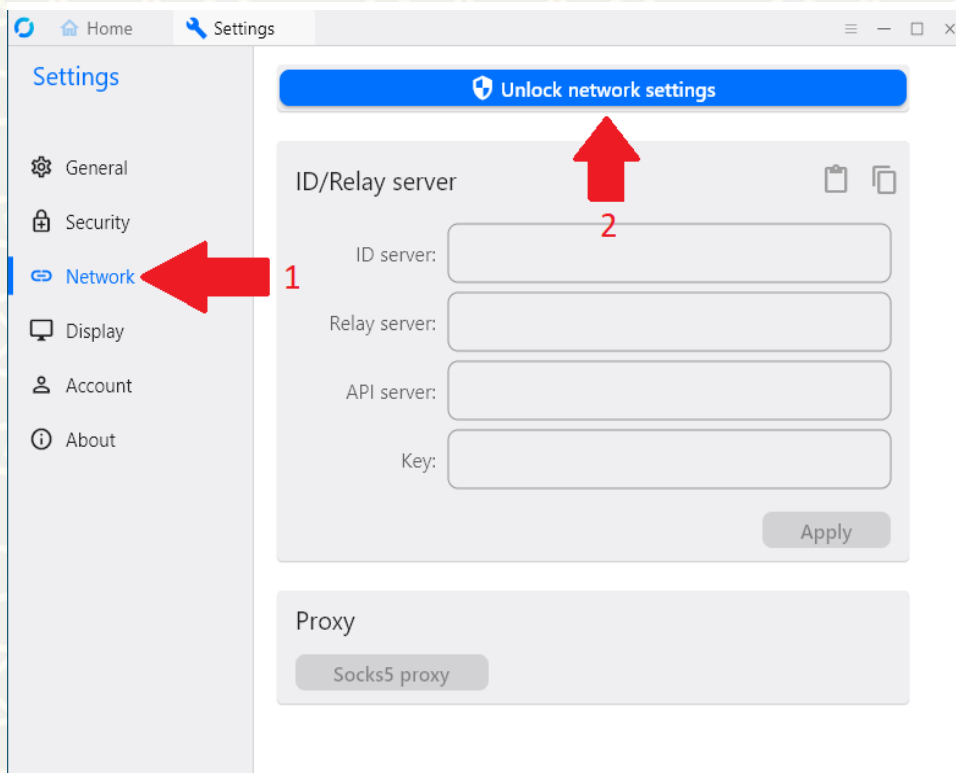 Home
Settings
Settings
General
Security
Network
Display
Account
About
1
Unlock network settings
2
ID/Relay server
ID server:
Relay server:
API server:
Key:
Apply
Proxy
Socks5 proxy